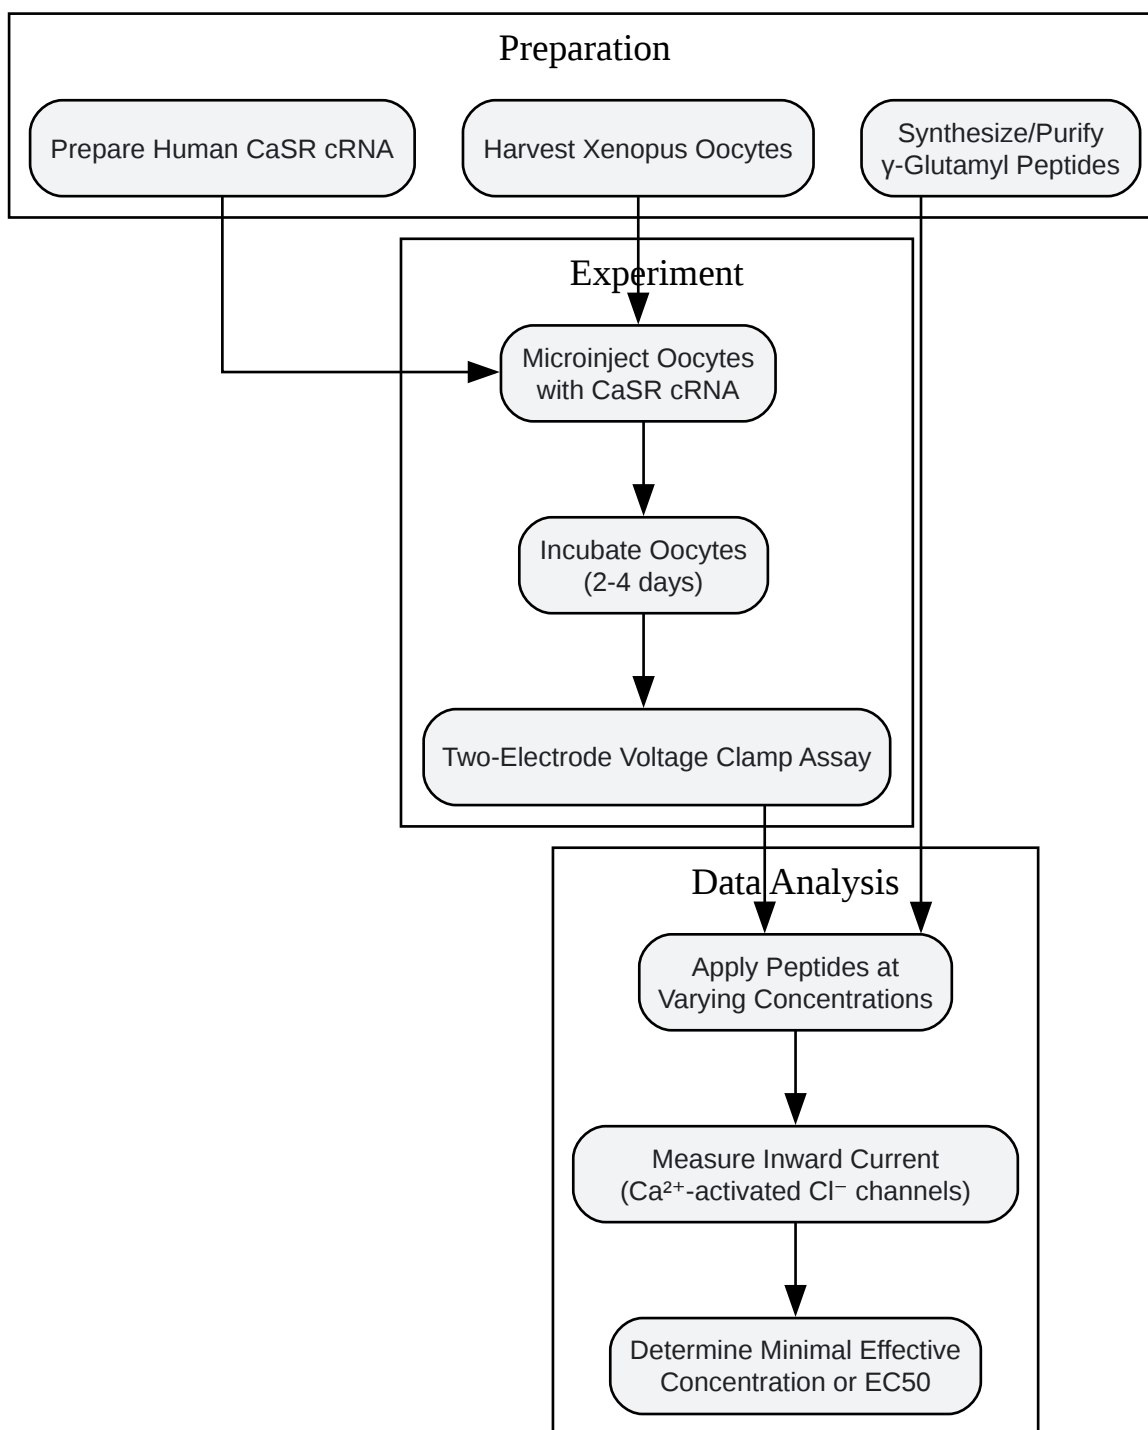 Preparation
Prepare Human CaSR cRNA
Harvest Xenopus Oocytes
Synthesize/Purify
γ-Glutamyl Peptides
Experiment
Microinject Oocytes
with CaSR cRNA
Incubate Oocytes
(2-4 days)
Two-Electrode Voltage Clamp Assay
Data Analysis
Apply Peptides at
Varying Concentrations
Measure Inward Current
(Ca²⁺-activated Cl⁻ channels)
Determine Minimal Effective
Concentration or EC50